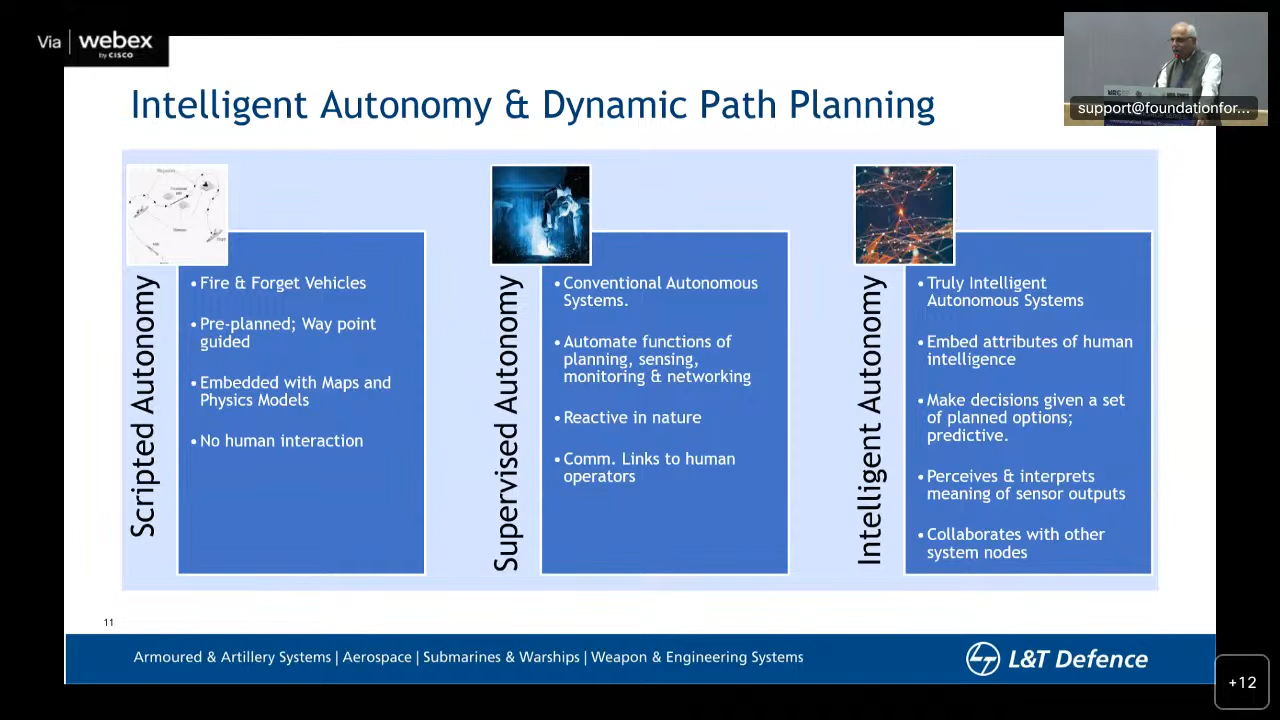 Via | webex
by CISCO
support@foundationfor...
Intelligent Autonomy & Dynamic Path Planning
Scripted Autonomy
• Fire & Forget Vehicles
• Pre-planned; Way point
guided
• Embedded with Maps and
Physics Models
• No human interaction
Supervised Autonomy
• Conventional Autonomous
Systems.
• Automate functions of
planning, sensing,
monitoring & networking
• Reactive in nature
• Comm. Links to human
operators
Intelligent Autonomy
• Truly Intelligent
Autonomous Systems
• Embed attributes of human
intelligence
• Make decisions given a set
of planned options;
predictive.
• Perceives & interprets
meaning of sensor outputs
• Collaborates with other
system nodes
11
Armoured & Artillery Systems | Aerospace | Submarines & Warships | Weapon & Engineering Systems
L&T Defence
+12